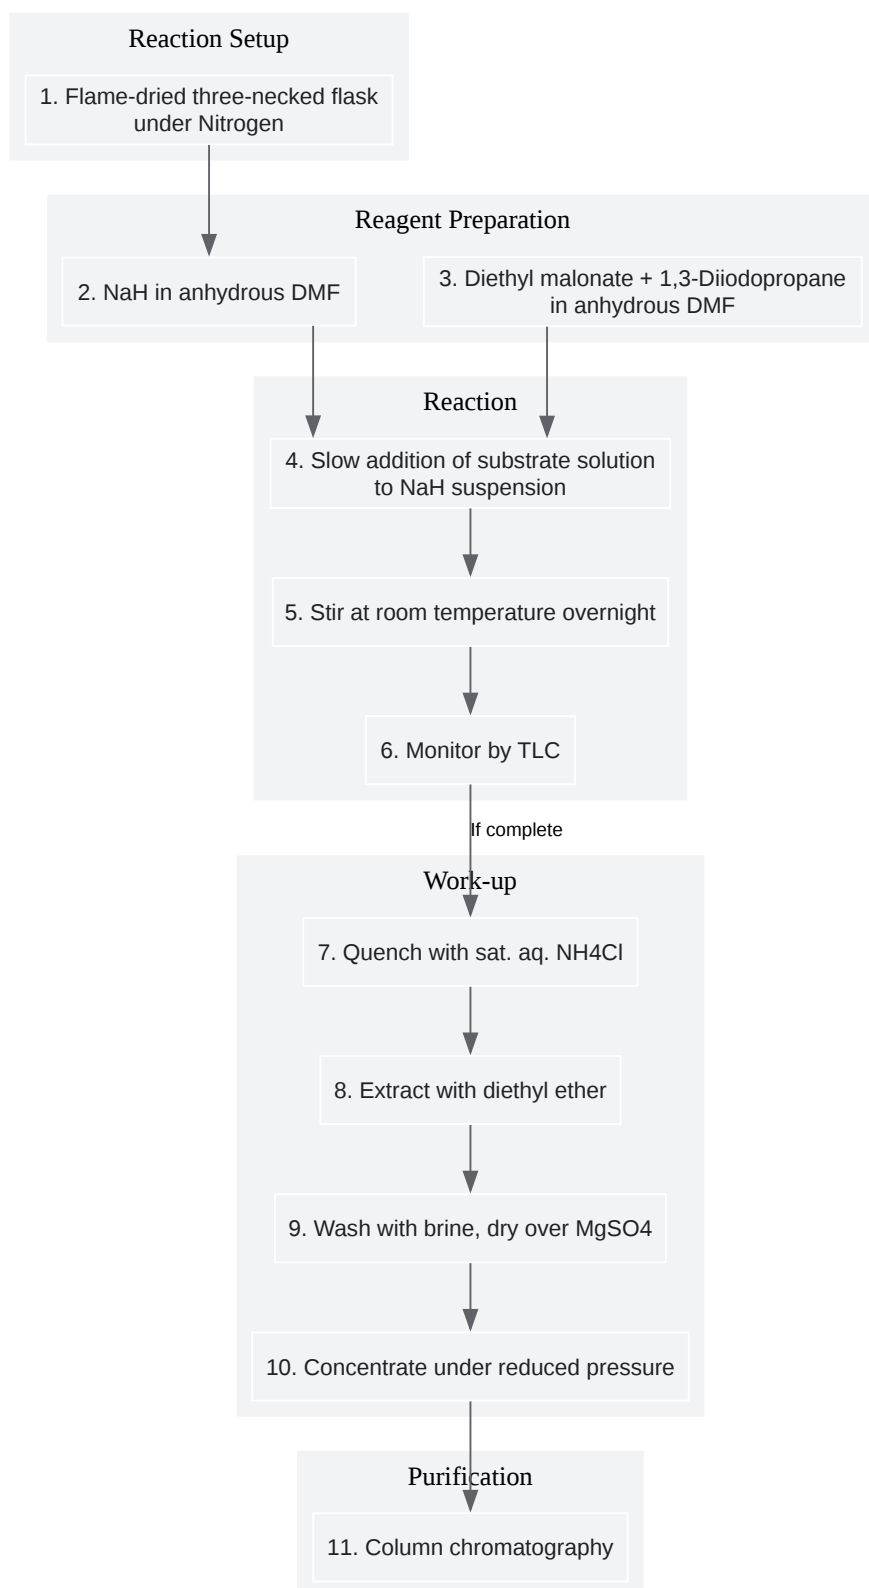 Reaction Setup
1. Flame-dried three-necked flask
under Nitrogen
Reagent Preparation
2. NaH in anhydrous DMF
3. Diethyl malonate + 1,3-Diiodopropane
in anhydrous DMF
Reaction
4. Slow addition of substrate solution
to NaH suspension
5. Stir at room temperature overnight
6. Monitor by TLC
If complete
Work-up
7. Quench with sat. aq. NH4Cl
8. Extract with diethyl ether
9. Wash with brine, dry over MgSO4
10. Concentrate under reduced pressure
Purification
11. Column chromatography